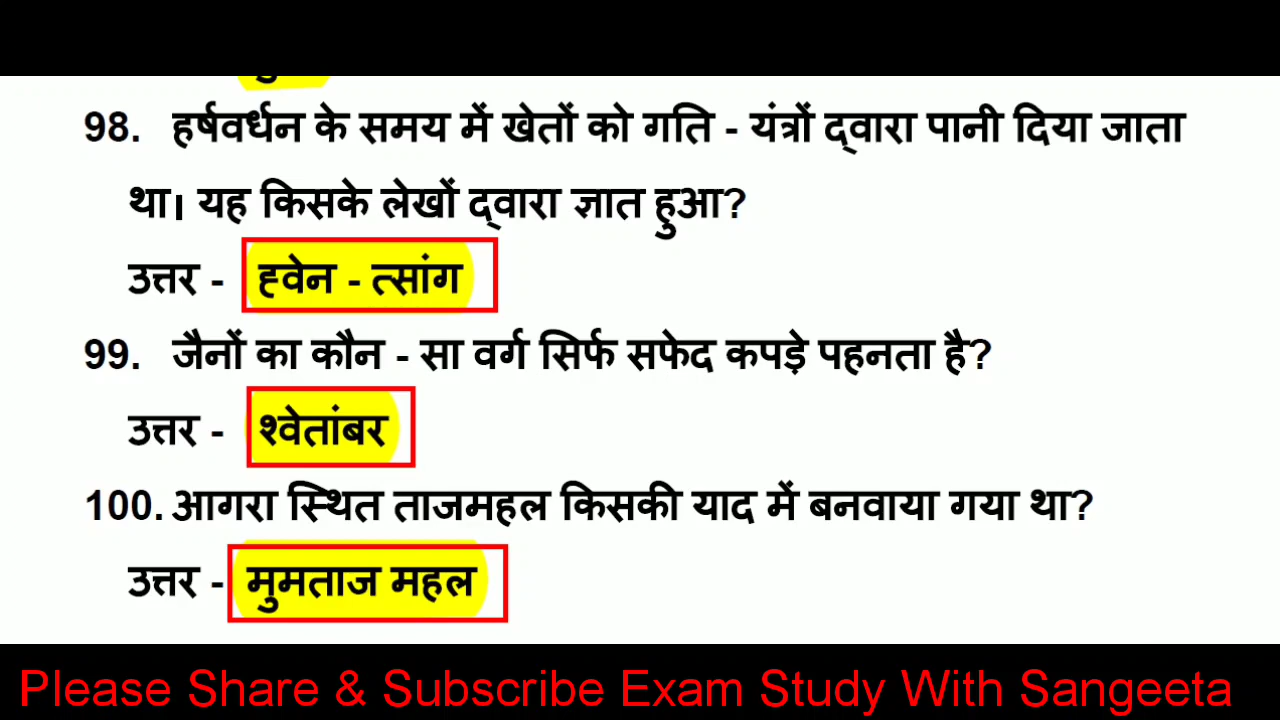 98. हर्षवर्धन के समय में खेतों को गति - यंत्रों द्वारा पानी दिया जाता
था। यह किसके लेखों द्वारा ज्ञात हुआ?
उत्तर - ह्वेन - त्सांग
99. जैनों का कौन - सा वर्ग सिर्फ सफेद कपड़े पहनता है?
उत्तर - श्वेतांबर
100. आगरा स्थित ताजमहल किसकी याद में बनवाया गया था?
उत्तर - मुमताज महल
Please Share & Subscribe Exam Study With Sangeeta